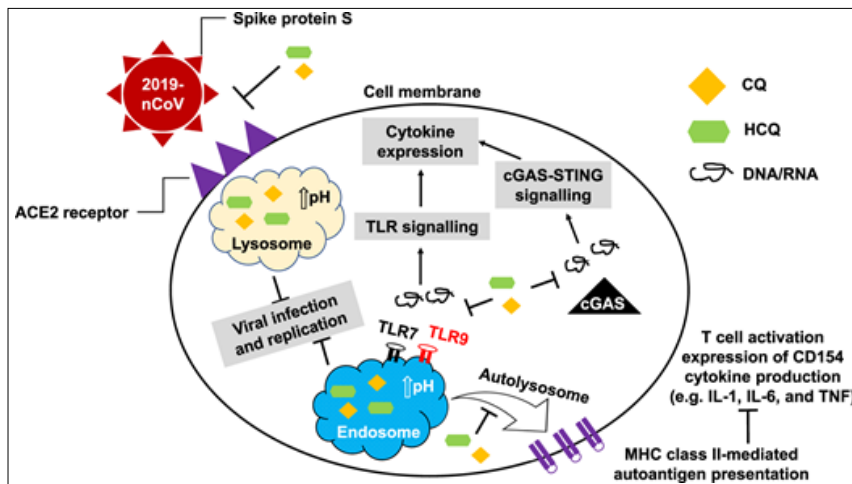 Spike protein S
2019-
nCoV
Cell membrane
CQ
HCQ
DNA/RNA
Cytokine
expression
cGAS-STING
signalling
ACE2 receptor
pH
Lysosome
TLR signalling
cGAS
Viral infection
and replication
TLR7
TLR9
pH
Endosome
Autolysosome
T cell activation
expression of CD154
cytokine production
(e.g. IL-1, IL-6, and TNF)
MHC class II-mediated
autoantigen presentation